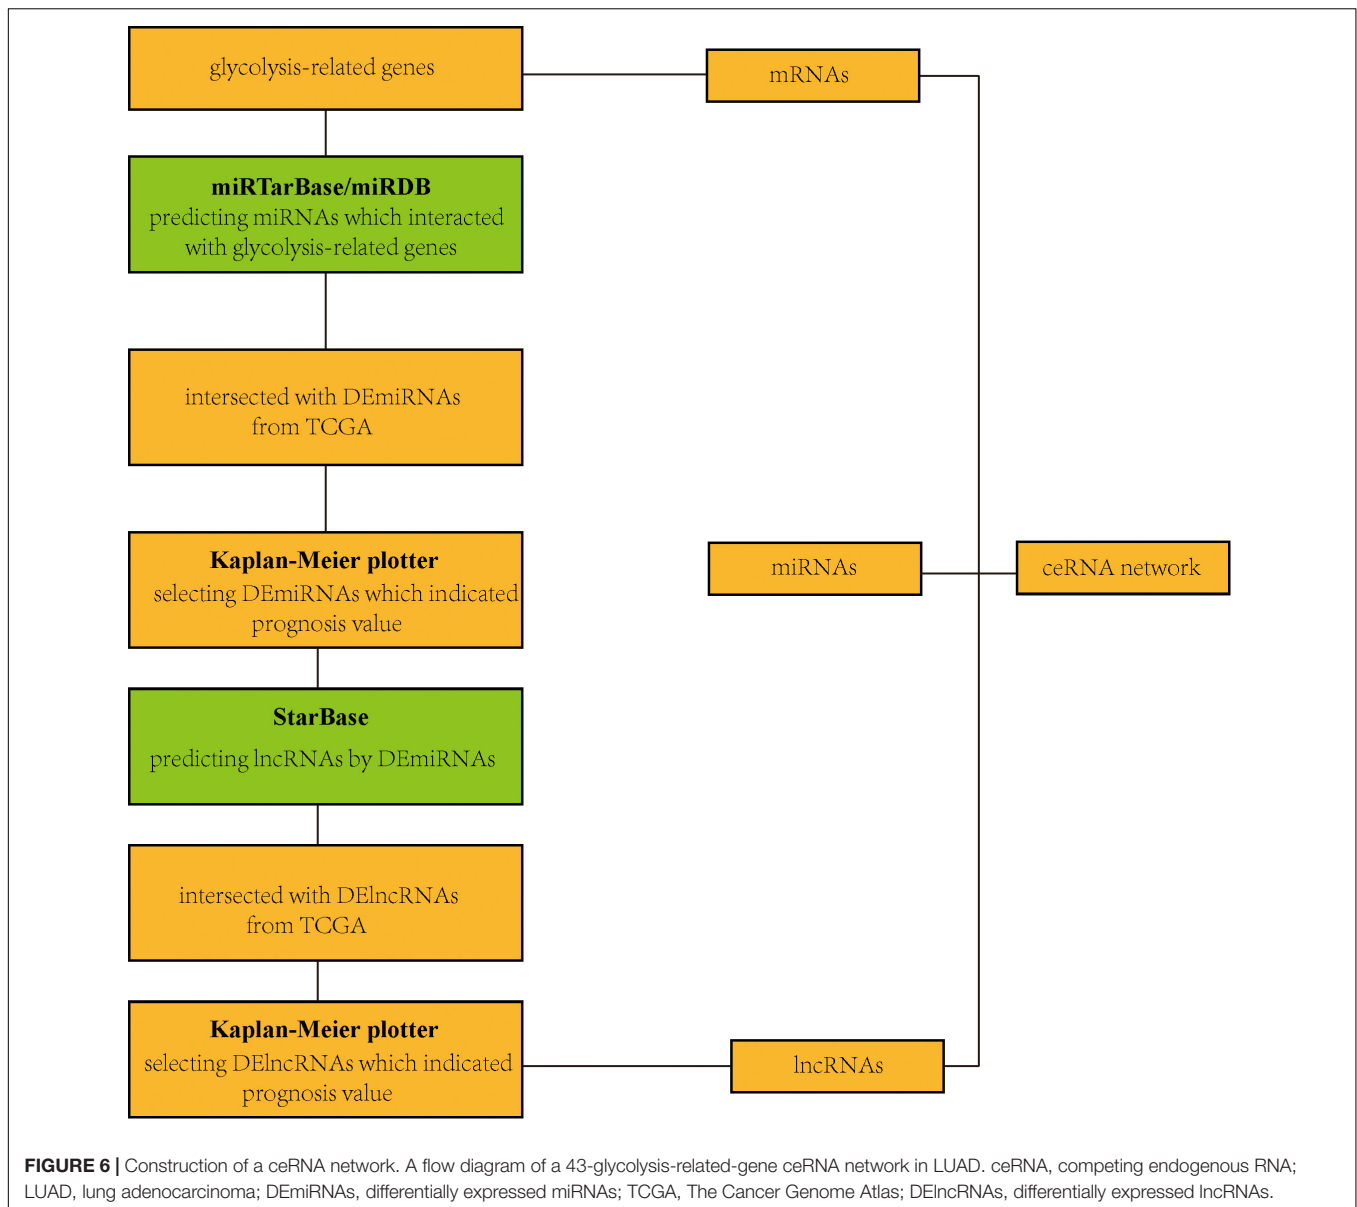 glycolysis-related genes
mRNAs
miRTarBase/miRDB
predicting miRNAs which interacted
with glycolysis-related genes
intersected with DEmiRNAs
from TCGA
Kaplan-Meier plotter
selecting DEmiRNAs which indicated
prognosis value
miRNAs
ceRNA network
StarBase
predicting lncRNAs by DEmiRNAs
intersected with DElncRNAs
from TCGA
Kaplan-Meier plotter
selecting DElncRNAs which indicated
prognosis value
lncRNAs
FIGURE 6 | Construction of a ceRNA network. A flow diagram of a 43-glycolysis-related-gene ceRNA network in LUAD. ceRNA, competing endogenous RNA;
LUAD, lung adenocarcinoma; DEmiRNAs, differentially expressed miRNAs; TCGA, The Cancer Genome Atlas; DElncRNAs, differentially expressed lncRNAs.